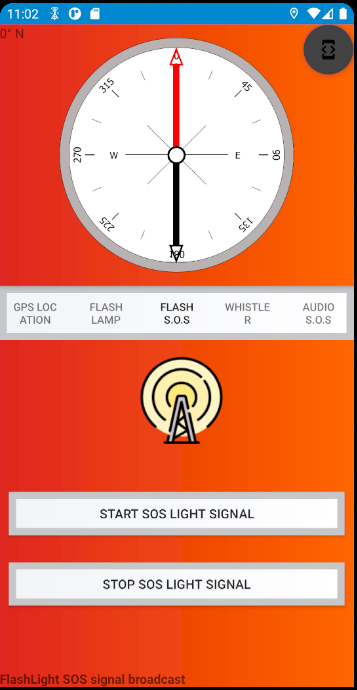 11:02
0° N
0
45
90
135
180
225
270
315
W
E
GPS LOC
ATION
FLASH
LAMP
FLASH
S.O.S
WHISTLE
R
AUDIO
S.O.S
START SOS LIGHT SIGNAL
STOP SOS LIGHT SIGNAL
FlashLight SOS signal broadcast